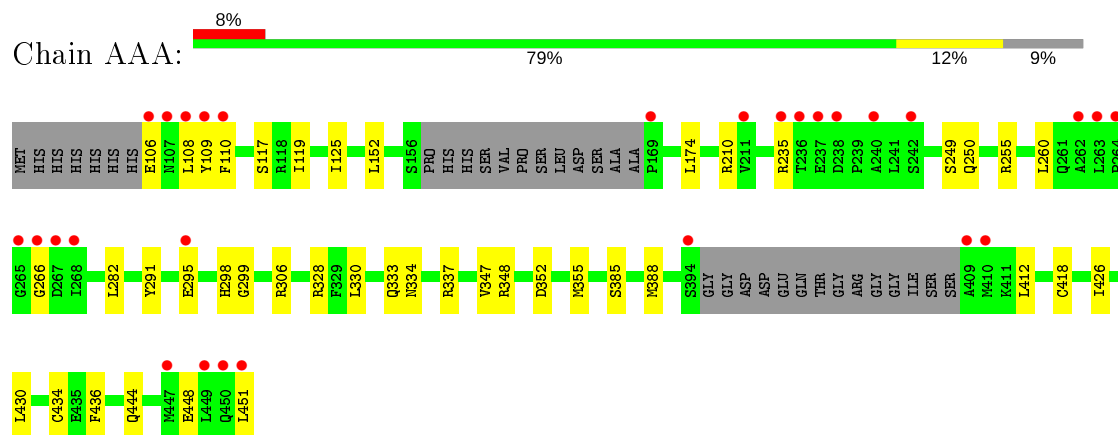 8%
Chain AAA:
79% 12% 9%
MET HIS HIS HIS HIS HIS HIS E106 N107 L108 Y109 F110 S117 R118 I119 I125 L152 S156 PRO HIS HIS SER VAL PRO SER LEU ASP SER ALA ALA P169 L174 R210 V211 R235 T236 E237 D238 P239 A240 L241 S242 S249 Q250 R255 L260 Q261 A262 L263
G265 G266 D267 I268 L282 Y291 E295 H298 G299 R306 R328 F329 L330 Q333 N334 R337 V347 R348 D352 M355 S385 M388 S394 GLY GLY ASP ASP GLU GLN THR GLY ARG GLY GLY ILE SER SER A409 M410 K411 L412 C418 I426
L430 C434 E435 F436 Q444 M447 E448 L449 Q450 L451